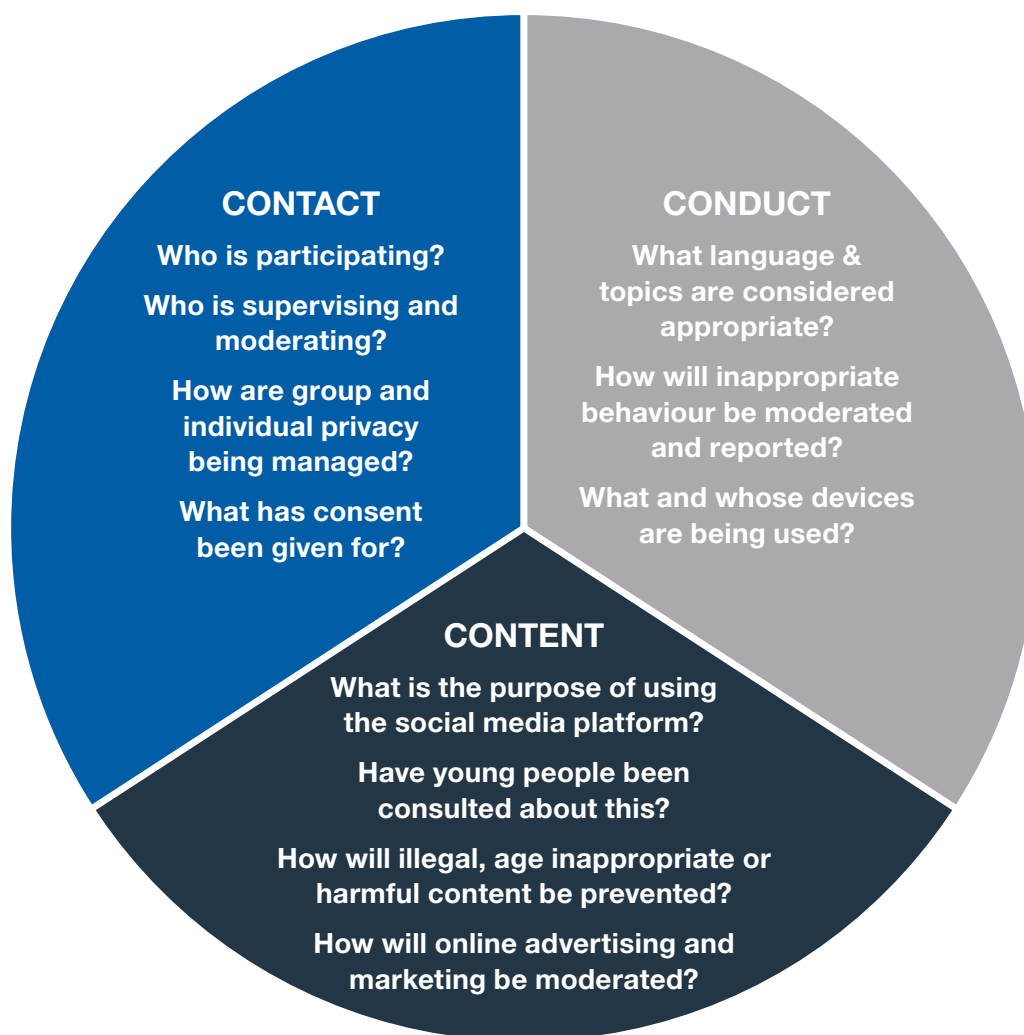 CONTACT
Who is participating?
Who is supervising and
moderating?
How are group and
individual privacy
being managed?
What has consent
been given for?
CONDUCT
What language &
topics are considered
appropriate?
How will inappropriate
behaviour be moderated
and reported?
What and whose devices
are being used?
CONTENT
What is the purpose of using
the social media platform?
Have young people been
consulted about this?
How will illegal, age inappropriate or
harmful content be prevented?
How will online advertising and
marketing be moderated?